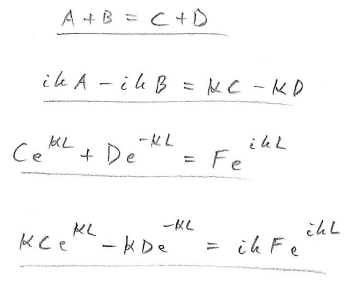 A + B = C + D
ikA - ikB = KC - KD
Ce^{KL} + De^{-KL} = Fe^{ikL}
KCe^{KL} - KDe^{-KL} = ikFe^{ikL}